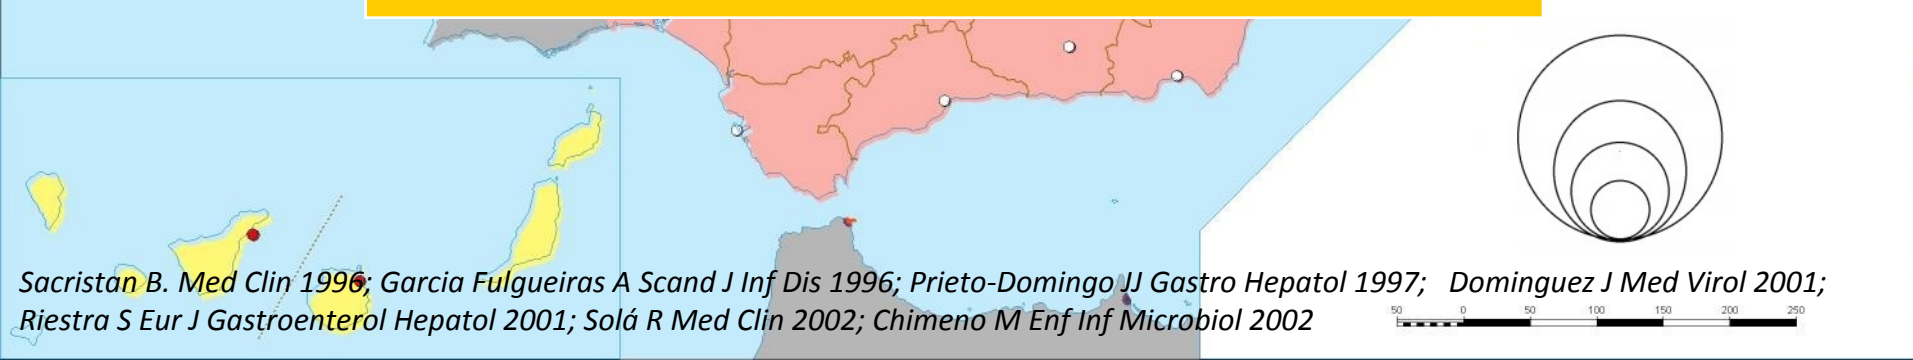 Sacristan B. Med Clin 1996; Garcia Fulgueiras A Scand J Inf Dis 1996; Prieto-Domingo JJ Gastro Hepatol 1997; Dominguez J Med Virol 2001;
Riestra S Eur J Gastroenterol Hepatol 2001; Solá R Med Clin 2002; Chimeno M Enf Inf Microbiol 2002
50 0 50 100 150 200 250